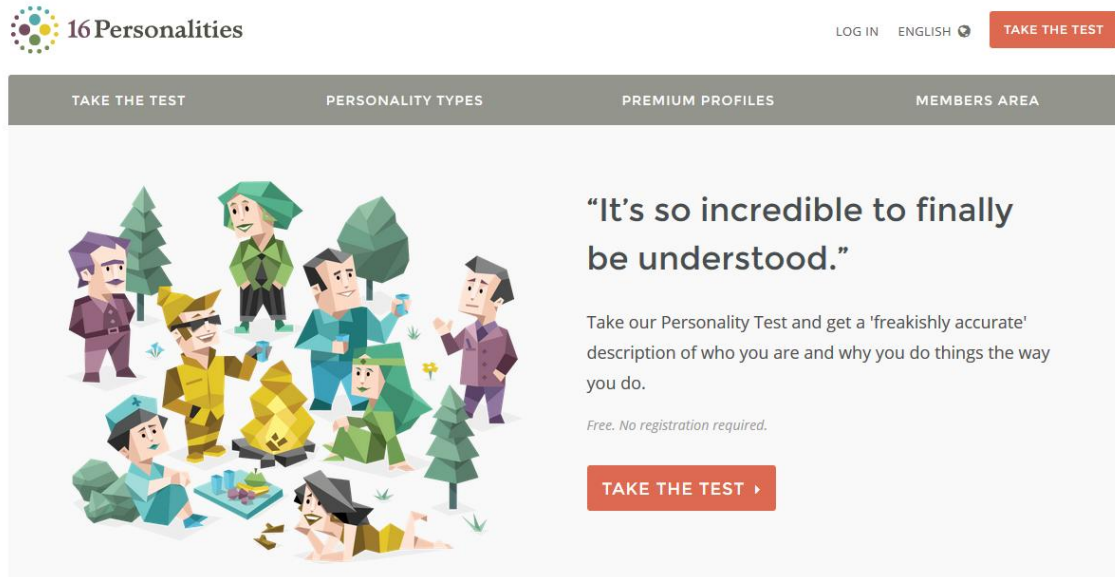 16 Personalities
LOG IN ENGLISH TAKE THE TEST
TAKE THE TEST PERSONALITY TYPES PREMIUM PROFILES MEMBERS AREA
“It’s so incredible to finally
be understood.”
Take our Personality Test and get a 'freakishly accurate'
description of who you are and why you do things the way
you do.
Free. No registration required.
TAKE THE TEST